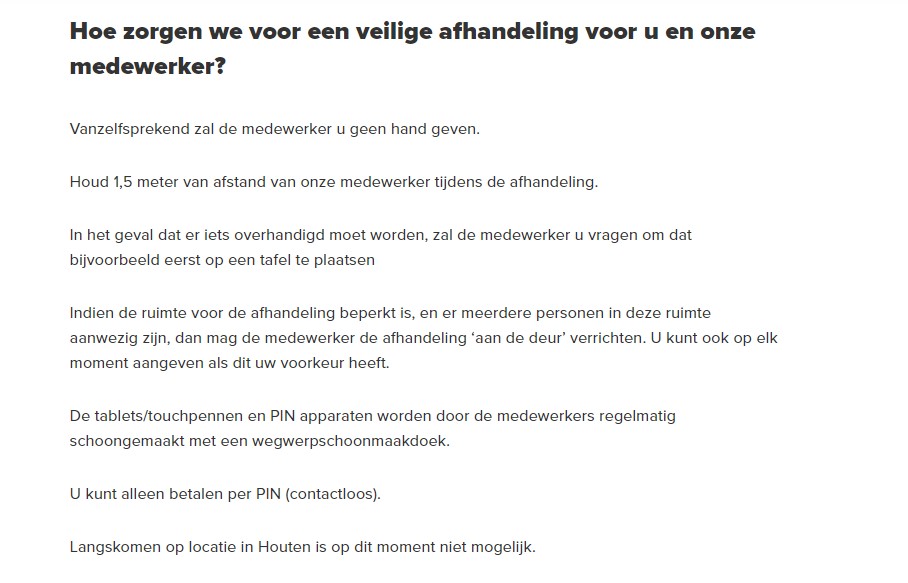 Hoe zorgen we voor een veilige afhandeling voor u en onze
medewerker?
Vanzelfsprekend zal de medewerker u geen hand geven.
Houd 1,5 meter van afstand van onze medewerker tijdens de afhandeling.
In het geval dat er iets overhandigd moet worden, zal de medewerker u vragen om dat
bijvoorbeeld eerst op een tafel te plaatsen
Indien de ruimte voor de afhandeling beperkt is, en er meerdere personen in deze ruimte
aanwezig zijn, dan mag de medewerker de afhandeling ‘aan de deur’ verrichten. U kunt ook op elk
moment aangeven als dit uw voorkeur heeft.
De tablets/touchpennen en PIN apparaten worden door de medewerkers regelmatig
schoongemaakt met een wegwerpschoonmaakdoek.
U kunt alleen betalen per PIN (contactloos).
Langskomen op locatie in Houten is op dit moment niet mogelijk.